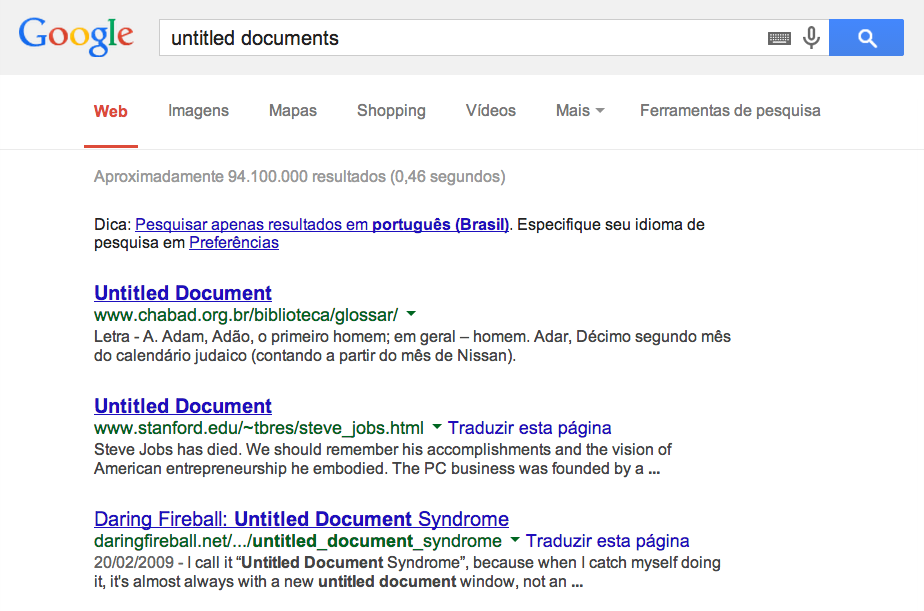 Google
untitled documents
Web Imagens Mapas Shopping Vídeos Mais Ferramentas de pesquisa
Aproximadamente 94.100.000 resultados (0,46 segundos)
Dica: Pesquisar apenas resultados em português (Brasil). Especifique seu idioma de
pesquisa em Preferências
Untitled Document
www.chabad.org.br/biblioteca/glossar/
Letra - A. Adam, Adão, o primeiro homem; em geral – homem. Adar, Décimo segundo mês
do calendário judaico (contando a partir do mês de Nissan).
Untitled Document
www.stanford.edu/~tbres/steve_jobs.html Traduzir esta página
Steve Jobs has died. We should remember his accomplishments and the vision of
American entrepreneurship he embodied. The PC business was founded by a ...
Daring Fireball: Untitled Document Syndrome
daringfireball.net/.../untitled_document_syndrome Traduzir esta página
20/02/2009 - I call it “Untitled Document Syndrome”, because when I catch myself doing
it, it's almost always with a new untitled document window, not an ...